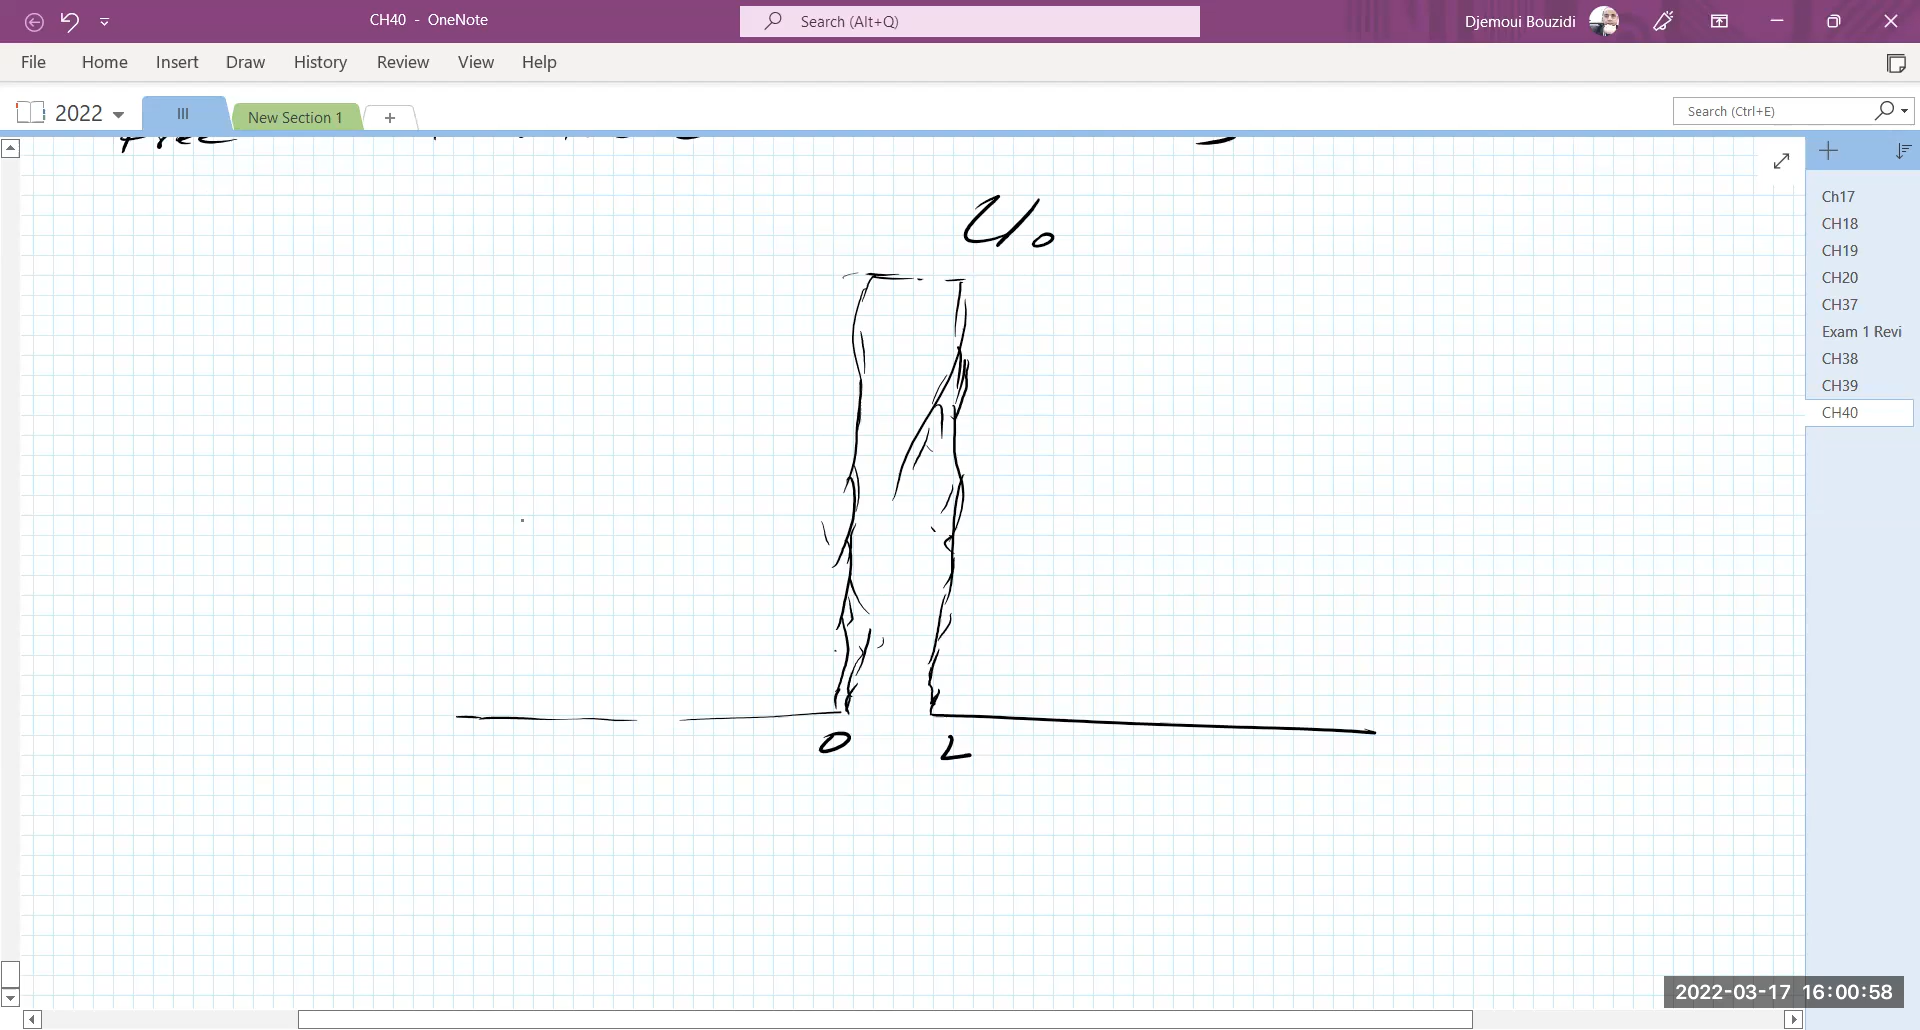 CH40 - OneNote
Search (Alt+Q)
Djemoui Bouzidi
File Home Insert Draw History Review View Help
2022
III
New Section 1
Search (Ctrl+E)
Free
U₀
0 L
Ch17
CH18
CH19
CH20
CH37
Exam 1 Revi
CH38
CH39
CH40
2022-03-17 16:00:58